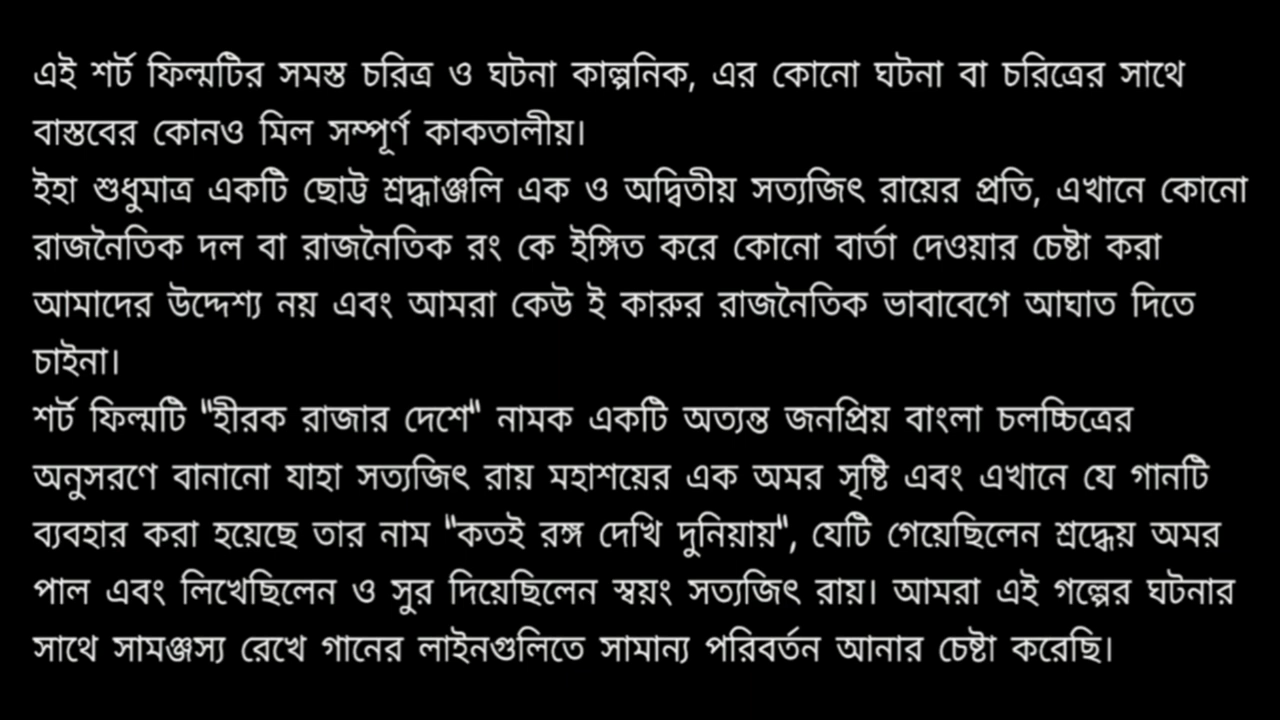 এই শর্ট ফিল্মটির সমস্ত চরিত্র ও ঘটনা কাল্পনিক, এর কোনো ঘটনা বা চরিত্রের সাথে
বাস্তবের কোনও মিল সম্পূর্ণ কাকতালীয়।
ইহা শুধুমাত্র একটি ছোট্ট শ্রদ্ধাঞ্জলি এক ও অদ্বিতীয় সত্যজিৎ রায়ের প্রতি, এখানে কোনো
রাজনৈতিক দল বা রাজনৈতিক রং কে ইঙ্গিত করে কোনো বার্তা দেওয়ার চেষ্টা করা
আমাদের উদ্দেশ্য নয় এবং আমরা কেউ ই কারুর রাজনৈতিক ভাবাবেগে আঘাত দিতে
চাইনা।
শর্ট ফিল্মটি "হীরক রাজার দেশে" নামক একটি অত্যন্ত জনপ্রিয় বাংলা চলচ্চিত্রের
অনুসরণে বানানো যাহা সত্যজিৎ রায় মহাশয়ের এক অমর সৃষ্টি এবং এখানে যে গানটি
ব্যবহার করা হয়েছে তার নাম "কতই রঙ্গ দেখি দুনিয়ায়", যেটি গেয়েছিলেন শ্রদ্ধেয় অমর
পাল এবং লিখেছিলেন ও সুর দিয়েছিলেন স্বয়ং সত্যজিৎ রায়। আমরা এই গল্পের ঘটনার
সাথে সামঞ্জস্য রেখে গানের লাইনগুলিতে সামান্য পরিবর্তন আনার চেষ্টা করেছি।